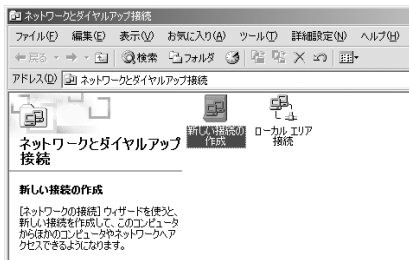 ネットワークとダイヤルアップ接続
ファイル(F) 編集(E) 表示(V) お気に入り(A) ツール(T) 詳細設定(N) ヘルプ(H)
戻る 検索 フォルダ
アドレス(D) ネットワークとダイヤルアップ接続
ネットワークとダイヤルアップ
接続
新しい接続の
作成
ローカル エリア
接続
新しい接続の作成
[ネットワークの接続] ウィザードを使うと、
新しい接続を作成して、このコンピュータ
からほかのコンピュータやネットワークへア
クセスできるようになります。